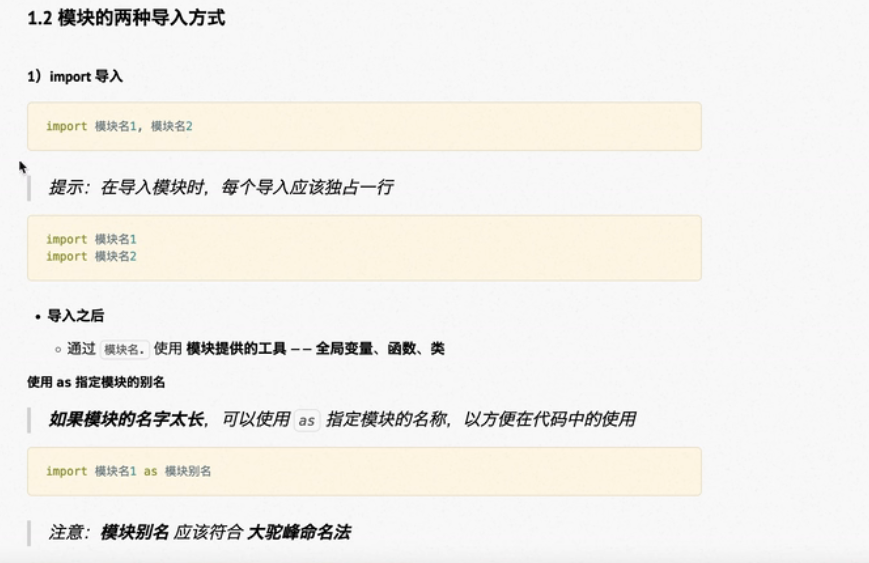 1.2 模块的两种导入方式
1）import 导入
import 模块名1, 模块名2
提示：在导入模块时，每个导入应该独占一行
import 模块名1
import 模块名2
• 导入之后
◦ 通过 模块名. 使用 模块提供的工具 —— 全局变量、函数、类
使用 as 指定模块的别名
如果模块的名字太长，可以使用 as 指定模块的名称，以方便在代码中的使用
import 模块名1 as 模块别名
注意：模块别名 应该符合 大驼峰命名法